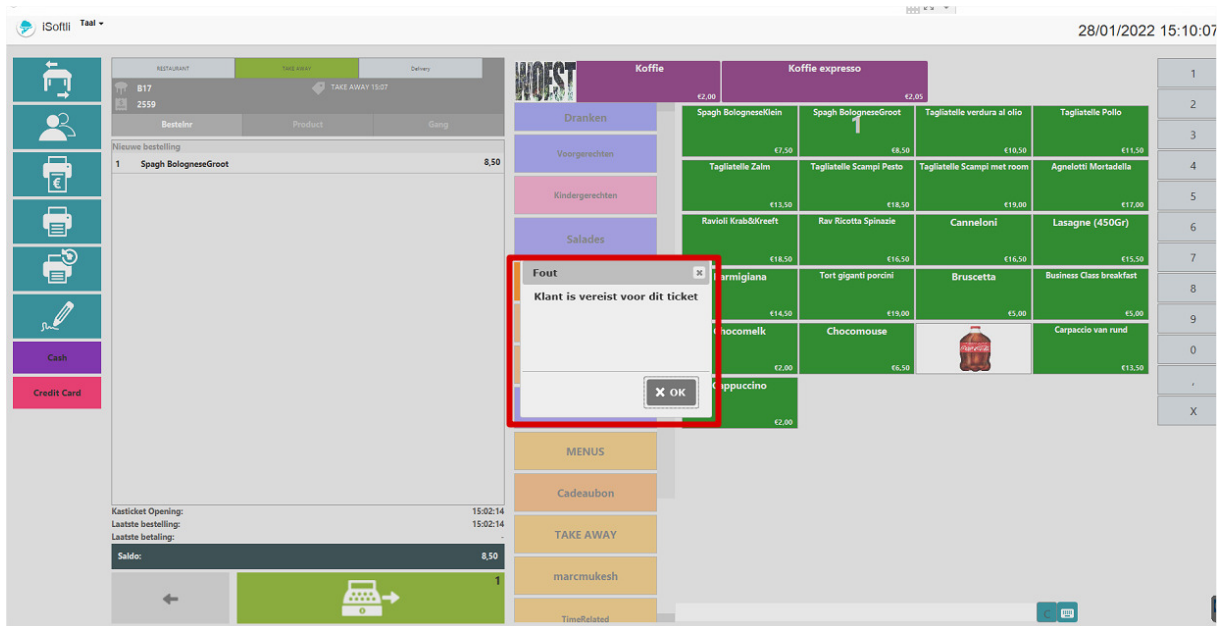 iSoftli Taal
28/01/2022 15:10:07
RESTAURANT TAKE AWAY Delivery
B17 TAKE AWAY 15:07
2559
Bestelnr Product Gang
Nieuwe bestelling
1 Spagh BologneseGroot 8,50
Kasticket Opening: 15:02:14
Laatste bestelling: 15:02:14
Laatste betaling: -
Saldo: 8,50
1
Cash
Credit Card
WOEST
Koffie
€2,00
Koffie expresso
€2,05
Dranken
Voorgerechten
Kindergerechten
Salades
MENUS
Cadeaubon
TAKE AWAY
marcmukesh
TimeRelated
Spagh BologneseKlein
€7,50
Spagh BologneseGroot
1
€8,50
Tagliatelle verdura al olio
€10,50
Tagliatelle Pollo
€11,50
Tagliatelle Zalm
€13,50
Tagliatelle Scampi Pesto
€18,50
Tagliatelle Scampi met room
€19,00
Agnelotti Mortadella
€17,00
Ravioli Krab&Kreeft
€18,50
Rav Ricotta Spinazie
€16,50
Canneloni
€16,50
Lasagne (450Gr)
€15,50
armigiana
€14,50
Tort giganti porcini
€19,00
Bruscetta
€5,00
Business Class breakfast
€5,00
hocomelk
€2,00
Chocomouse
€6,50
Carpaccio van rund
€13,50
appuccino
€2,00
Fout
Klant is vereist voor dit ticket
X OK
1
2
3
4
5
6
7
8
9
0
,
X
C